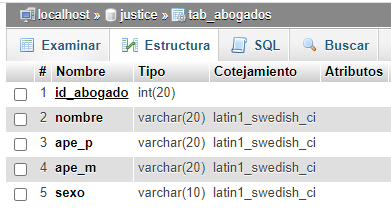 localhost » justice » tab_abogados
Examinar Estructura SQL Buscar
# Nombre Tipo Cotejamiento Atributos
1 id_abogado int(20)
2 nombre varchar(20) latin1_swedish_ci
3 ape_p varchar(20) latin1_swedish_ci
4 ape_m varchar(20) latin1_swedish_ci
5 sexo varchar(10) latin1_swedish_ci